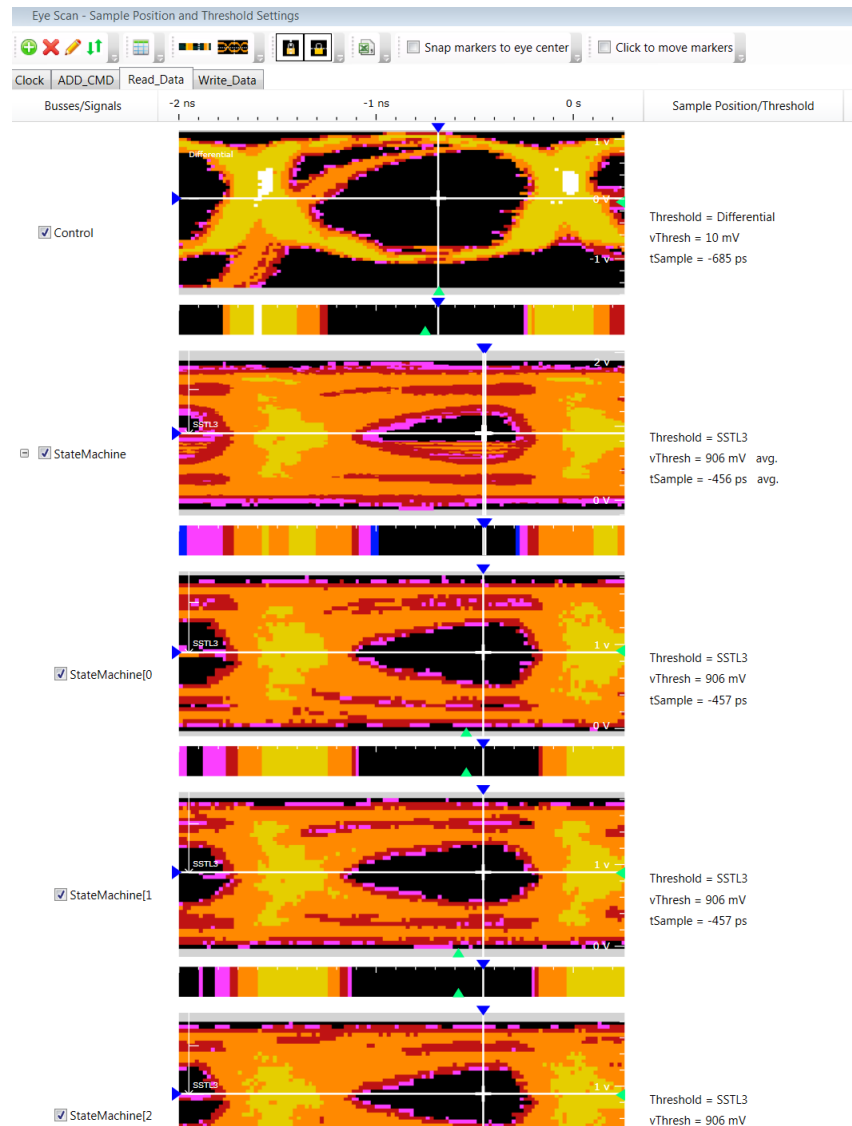 Eye Scan - Sample Position and Threshold Settings
Snap markers to eye center
Click to move markers
Clock ADD_CMD Read_Data Write_Data
Busses/Signals -2 ns -1 ns 0 s Sample Position/Threshold
Differential
1 V
0 V
-1 V
Control
Threshold = Differential
vThresh = 10 mV
tSample = -685 ps
2 V
SSTL3
0 V
StateMachine
Threshold = SSTL3
vThresh = 906 mV avg.
tSample = -456 ps avg.
SSTL3
1 V
0 V
StateMachine[0
Threshold = SSTL3
vThresh = 906 mV
tSample = -457 ps
SSTL3
1 V
0 V
StateMachine[1
Threshold = SSTL3
vThresh = 906 mV
tSample = -457 ps
SSTL3
1 V
StateMachine[2
Threshold = SSTL3
vThresh = 906 mV